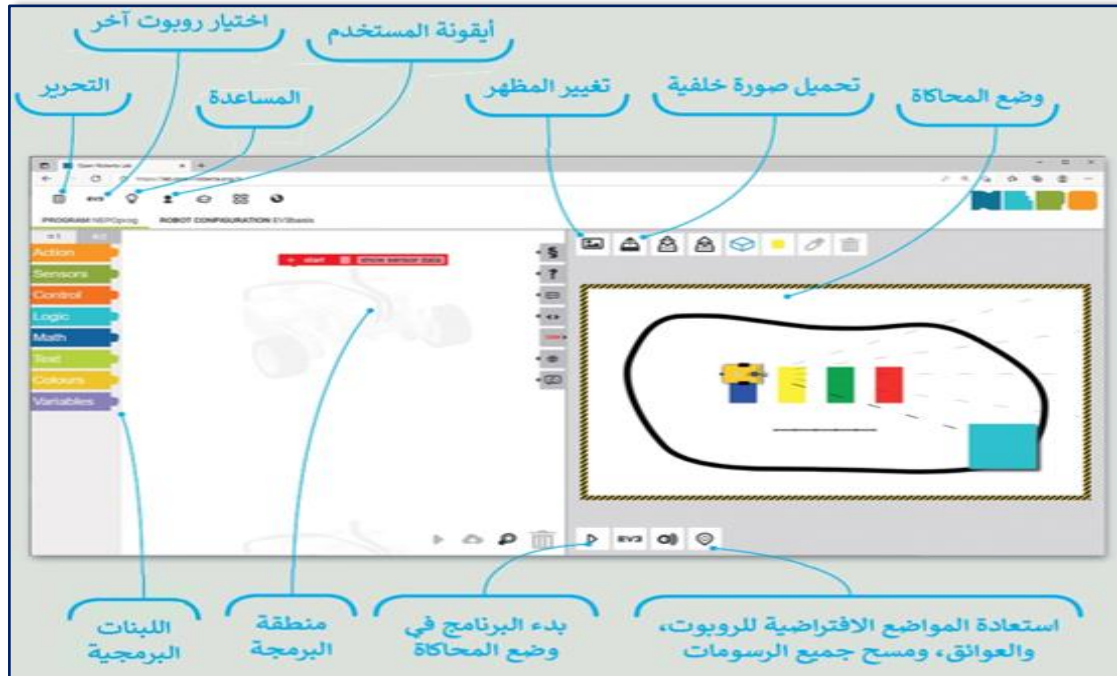 اختيار روبوت آخر
أيقونة المستخدم
التحرير
المساعدة
تغيير المظهر
تحميل صورة خلفية
وضع المحاكاة
Open Roberta Lab
EV3
NEPO
PROGRAM NEPOprog
ROBOT CONFIGURATION EV3basis
Action
Sensors
Control
Logic
Math
Text
Colours
Variables
start
show sensor data
EV3
اللبنات
البرمجية
منطقة
البرمجة
بدء البرنامج في
وضع المحاكاة
استعادة المواضع الافتراضية للروبوت،
والعوائق، ومسح جميع الرسومات